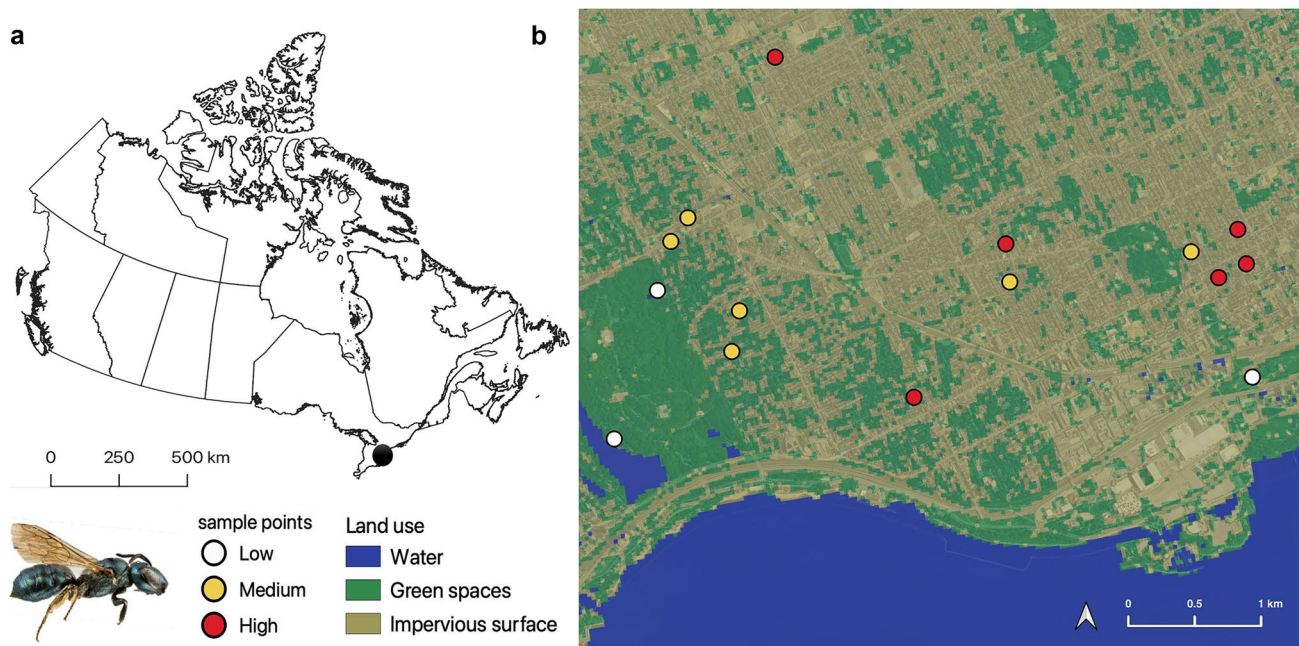 a
b
0 250 500 km
sample points
Low
Medium
High
Land use
Water
Green spaces
Impervious surface
0 0.5 1 km